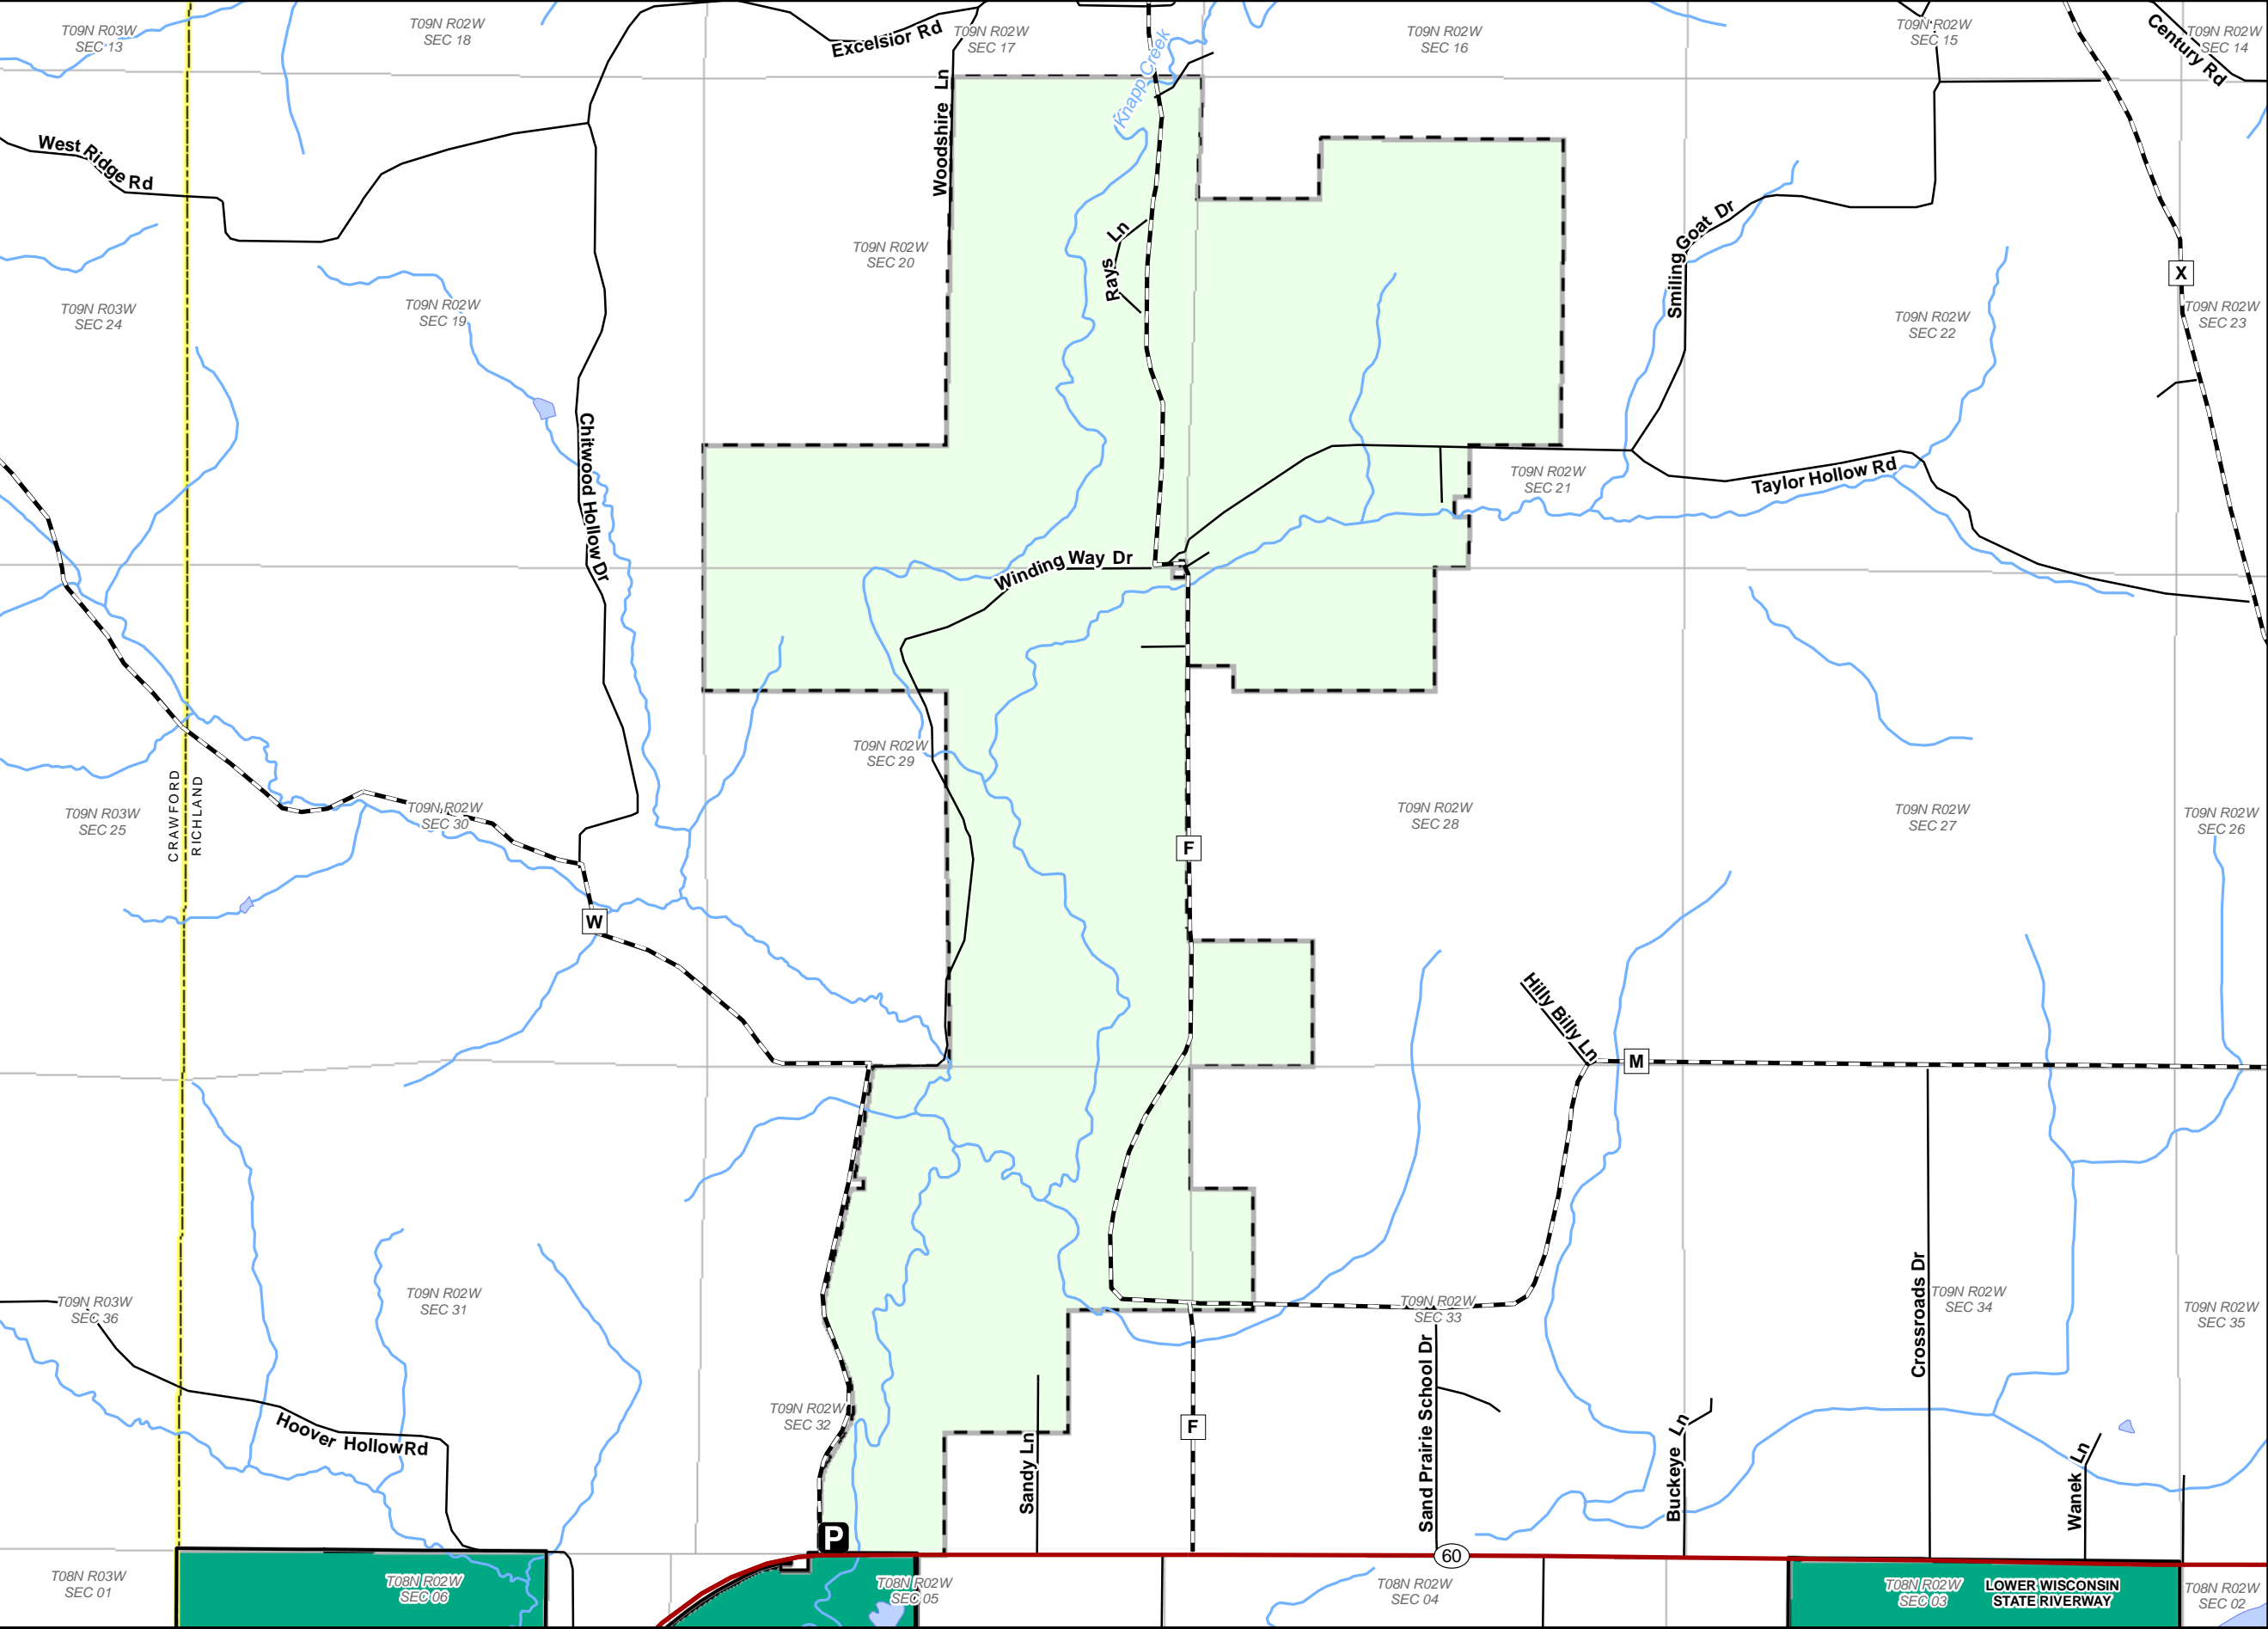 T09N R03W
SEC 13
T09N R02W
SEC 18
Excelsior Rd
T09N R02W
SEC 17
Knapp Creek
T09N R02W
SEC 16
T09N R02W
SEC 15
Century Rd
T09N R02W
SEC 14
West Ridge Rd
Woodshire Ln
T09N R02W
SEC 20
Rays Ln
Smiling Goat Dr
X
T09N R03W
SEC 24
T09N R02W
SEC 19
T09N R02W
SEC 22
T09N R02W
SEC 23
Chitwood Hollow Dr
T09N R02W
SEC 21
Taylor Hollow Rd
Winding Way Dr
T09N R02W
SEC 29
CRAWFORD
RICHLAND
T09N R03W
SEC 25
T09N R02W
SEC 30
T09N R02W
SEC 28
T09N R02W
SEC 27
T09N R02W
SEC 26
F
W
Hilly Billy Ln
M
T09N R03W
SEC 36
T09N R02W
SEC 31
T09N R02W
SEC 33
Crossroads Dr
T09N R02W
SEC 34
T09N R02W
SEC 35
Hoover Hollow Rd
T09N R02W
SEC 32
Sandy Ln
F
Sand Prairie School Dr
Buckeye Ln
Wanek Ln
P
60
T08N R03W
SEC 01
T08N R02W
SEC 06
T08N R02W
SEC 05
T08N R02W
SEC 04
T08N R02W
SEC 03
LOWER WISCONSIN
STATE RIVERWAY
T08N R02W
SEC 02